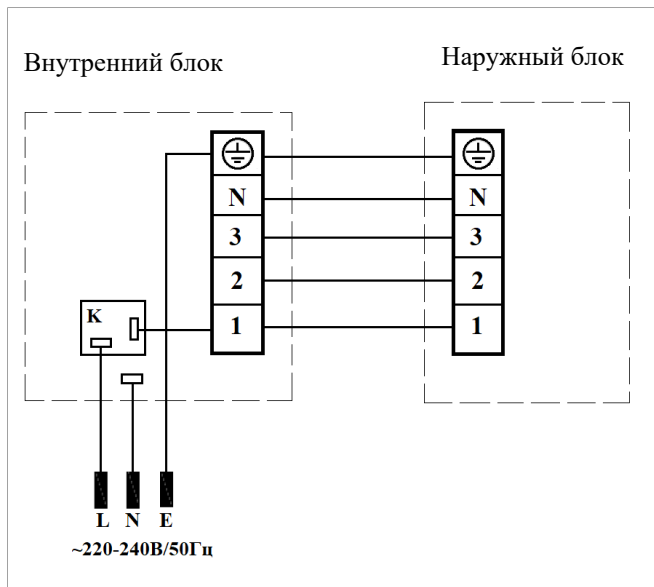 Внутренний блок
Наружный блок
N
3
2
1
N
3
2
1
K
L N E
~220-240В/50Гц